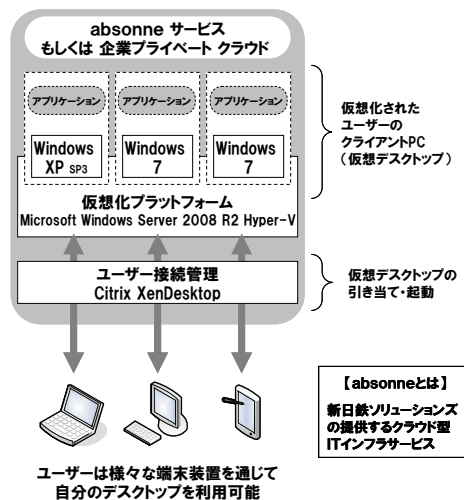 absonne サービス
もしくは 企業プライベート クラウド
アプリケーション
アプリケーション
アプリケーション
Windows
XP SP3
Windows
7
Windows
7
仮想化プラットフォーム
Microsoft Windows Server 2008 R2 Hyper-V
仮想化された
ユーザーの
クライアントPC
（仮想デスクトップ）
ユーザー接続管理
Citrix XenDesktop
仮想デスクトップの
引き当て・起動
【absonneとは】
新日鉄ソリューションズ
の提供するクラウド型
ITインフラサービス
ユーザーは様々な端末装置を通じて
自分のデスクトップを利用可能